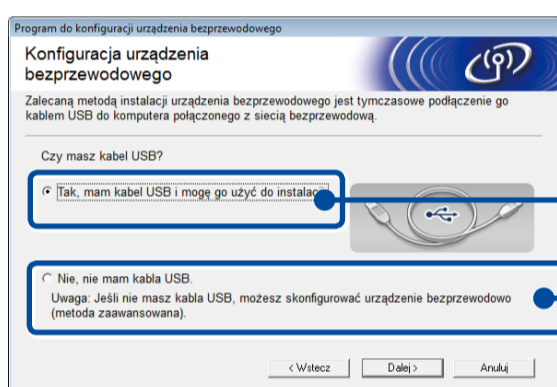 Program do konfiguracji urządzenia bezprzewodowego
Konfiguracja urządzenia
bezprzewodowego
Zalecaną metodą instalacji urządzenia bezprzewodowego jest tymczasowe podłączenie go
kablem USB do komputera połączonego z siecią bezprzewodową.
Czy masz kabel USB?
Tak, mam kabel USB i mogę go użyć do instalacji
Nie, nie mam kabla USB.
Uwaga: Jeśli nie masz kabla USB, możesz skonfigurować urządzenie bezprzewodowo
(metoda zaawansowana).
< Wstecz Dalej > Anuluj